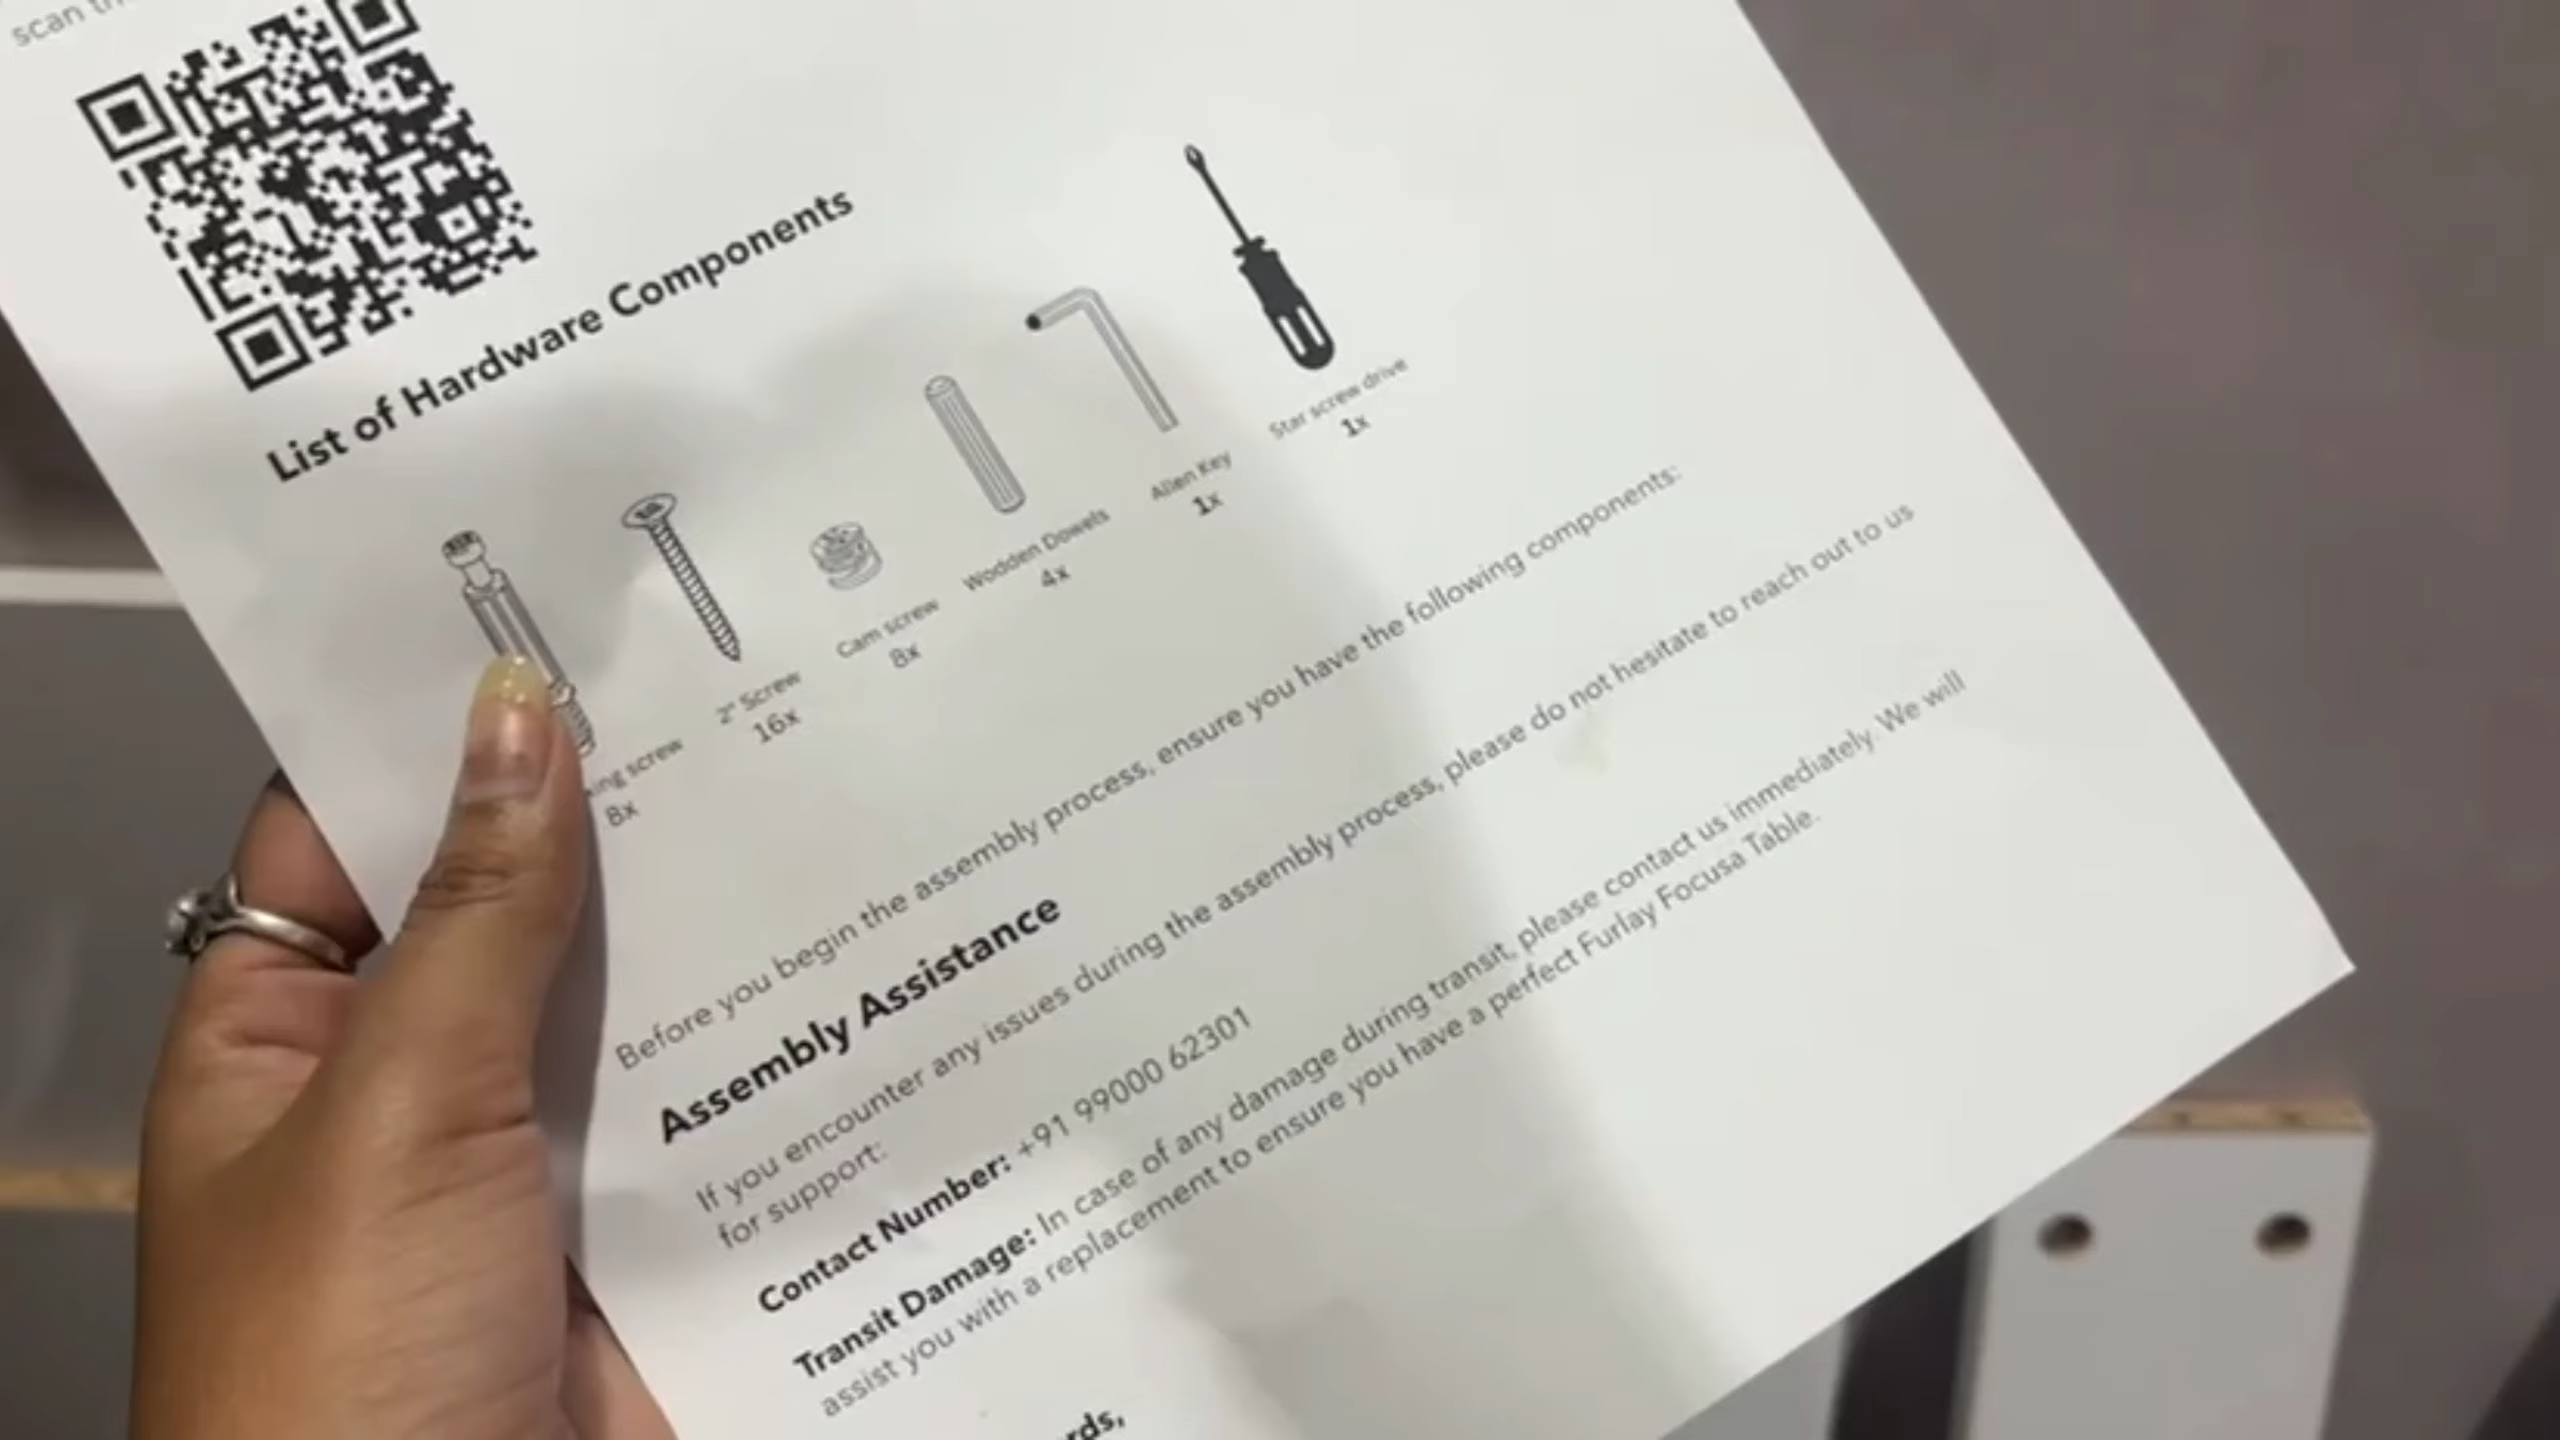 scan
List of Hardware Components
screw
8x
2" Screw
16x
Cam screw
8x
Wodden Dowels
4x
Allen Key
1x
Star screw drive
1x
Before you begin the assembly process, ensure you have the following components:
Assembly Assistance
If you encounter any issues during the assembly process, please do not hesitate to reach out to us
for support:
Contact Number: +91 99000 62301
Transit Damage: In case of any damage during transit, please contact us immediately. We will
assist you with a replacement to ensure you have a perfect Furlay Focusa Table.